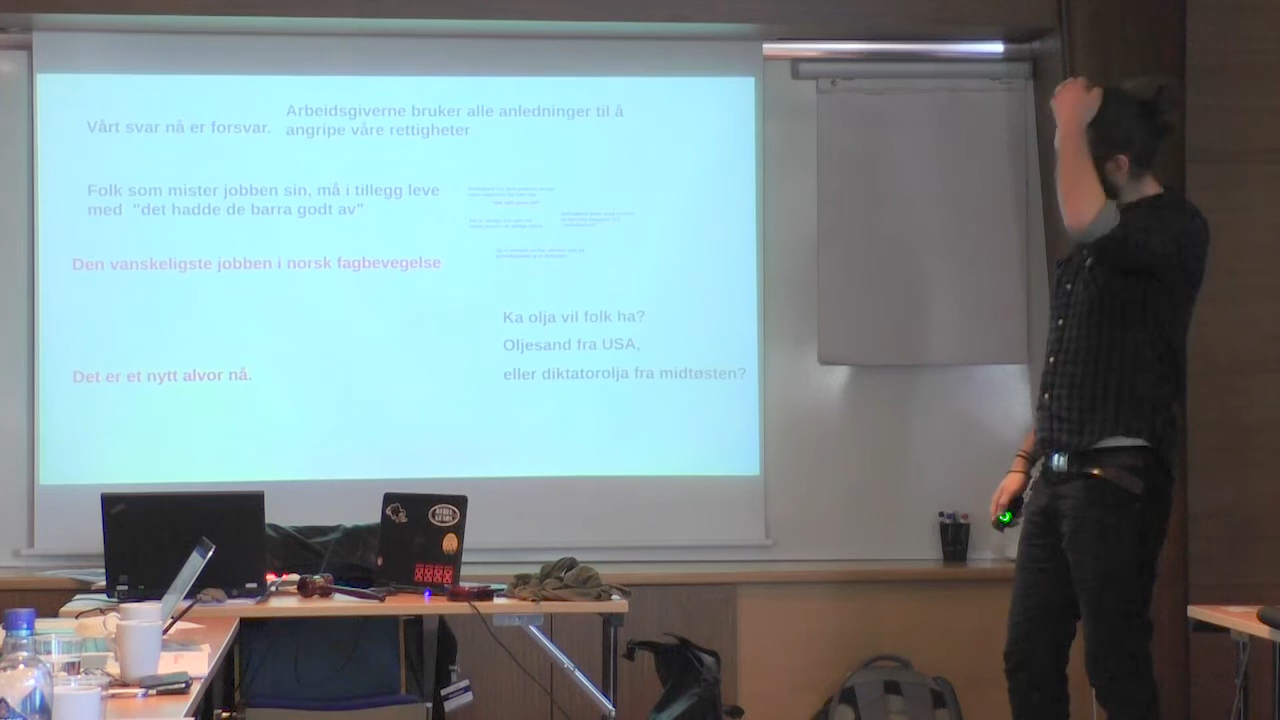 Arbeidsgiverne bruker alle anledninger til å
angripe våre rettigheter
Vårt svar nå er forsvar.
Folk som mister jobben sin, må i tillegg leve
med "det hadde de barra godt av"
Den vanskeligste jobben i norsk fagbevegelse
Ka olja vil folk ha?
Oljesand fra USA,
eller diktatorolja fra midtøsten?
Det er et nytt alvor nå.